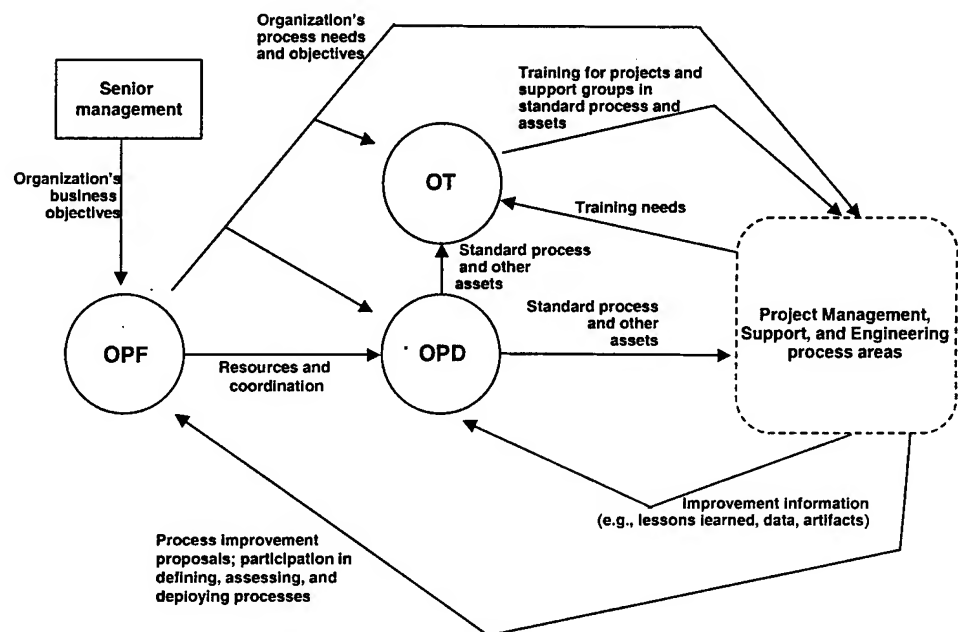 Organization's
process needs
and objectives
Senior
management
Training for projects and
support groups in
standard process and
assets
Organization's
business
objectives
OT
Training needs
Standard process
and other
assets
Standard process
and other
assets
Project Management,
Support, and Engineering
process areas
OPF
OPD
Resources and
coordination
Improvement information
(e.g., lessons iearned, data, artifacts)
Process improvement
proposals; participation in
defining, assessing, and
deploying processes